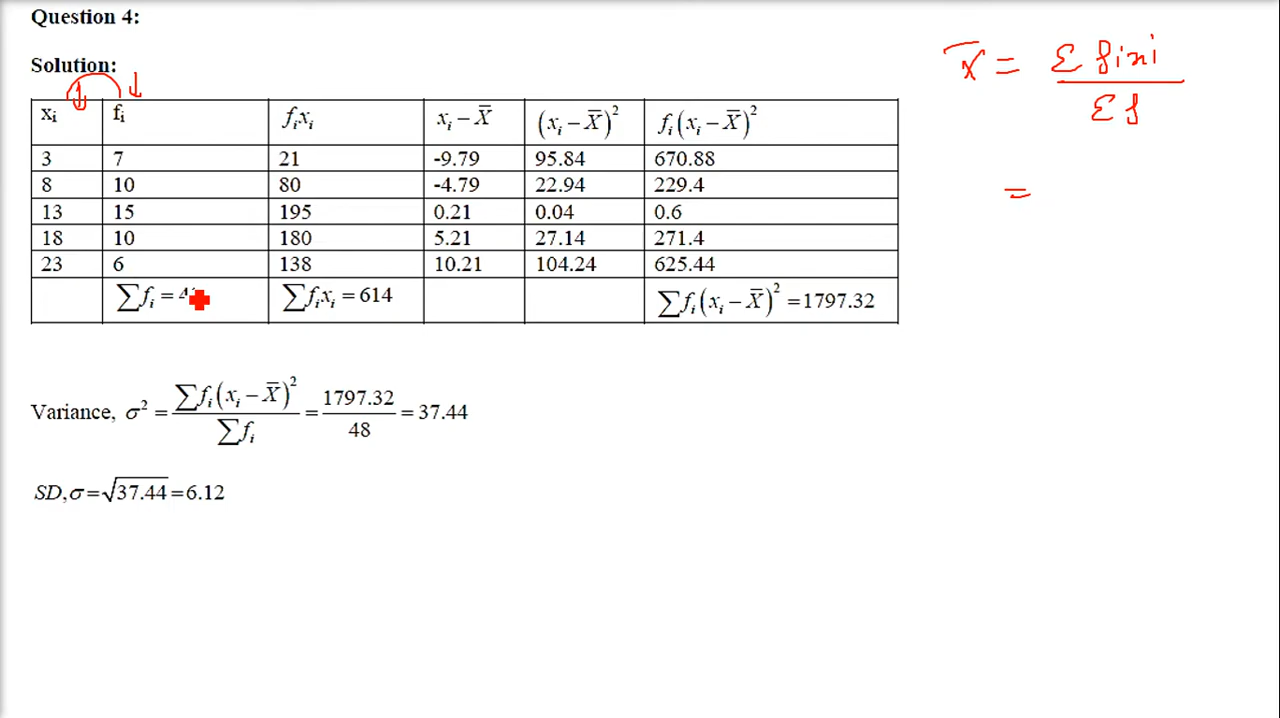 Question 4:
Solution:
xᵢ fᵢ fᵢxᵢ xᵢ − X̄ (xᵢ − X̄)² fᵢ(xᵢ − X̄)²
3 7 21 -9.79 95.84 670.88
8 10 80 -4.79 22.94 229.4
13 15 195 0.21 0.04 0.6
18 10 180 5.21 27.14 271.4
23 6 138 10.21 104.24 625.44
∑fᵢ = ∑fᵢxᵢ = 614 ∑fᵢ(xᵢ − X̄)² = 1797.32
Variance, σ² = ∑fᵢ(xᵢ − X̄)² / ∑fᵢ = 1797.32 / 48 = 37.44
SD, σ = √37.44 = 6.12
X̄ = Σ fixi / Σf
=